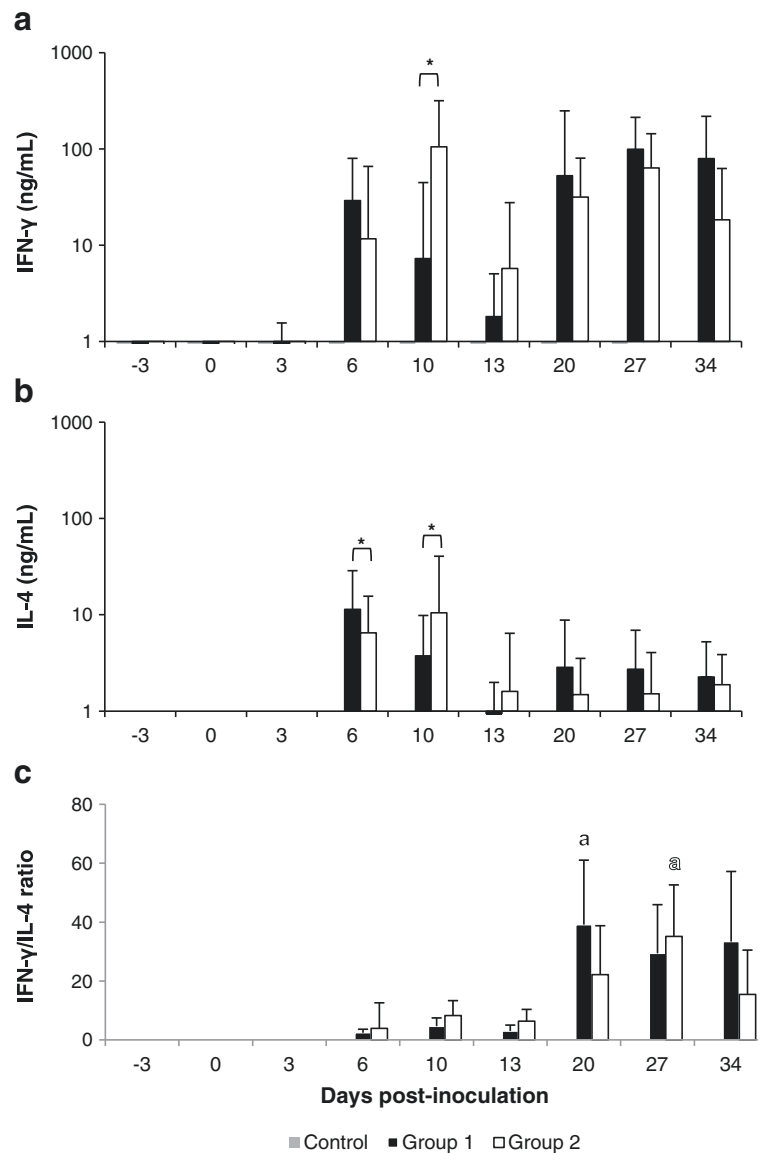 a
1000
*
100
IFN-γ (ng/mL)
10
1
-3 0 3 6 10 13 20 27 34
b
1000
100
* *
IL-4 (ng/mL)
10
1
-3 0 3 6 10 13 20 27 34
c
80
a
60
a
IFN-γ/IL-4 ratio
40
20
0
-3 0 3 6 10 13 20 27 34
Days post-inoculation
Control Group 1 Group 2